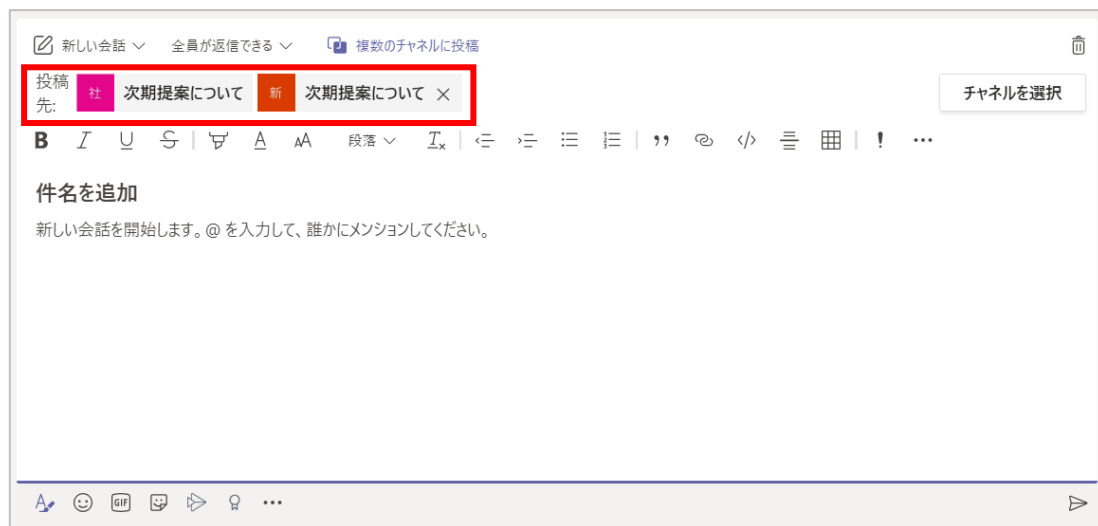 新しい会話 全員が返信できる 複数のチャネルに投稿
投稿先: 社 次期提案について 新 次期提案について チャネルを選択
B I U S A AA 段落 Tx </> ! ...
件名を追加
新しい会話を開始します。@ を入力して、誰かにメンションしてください。
A GIF ...